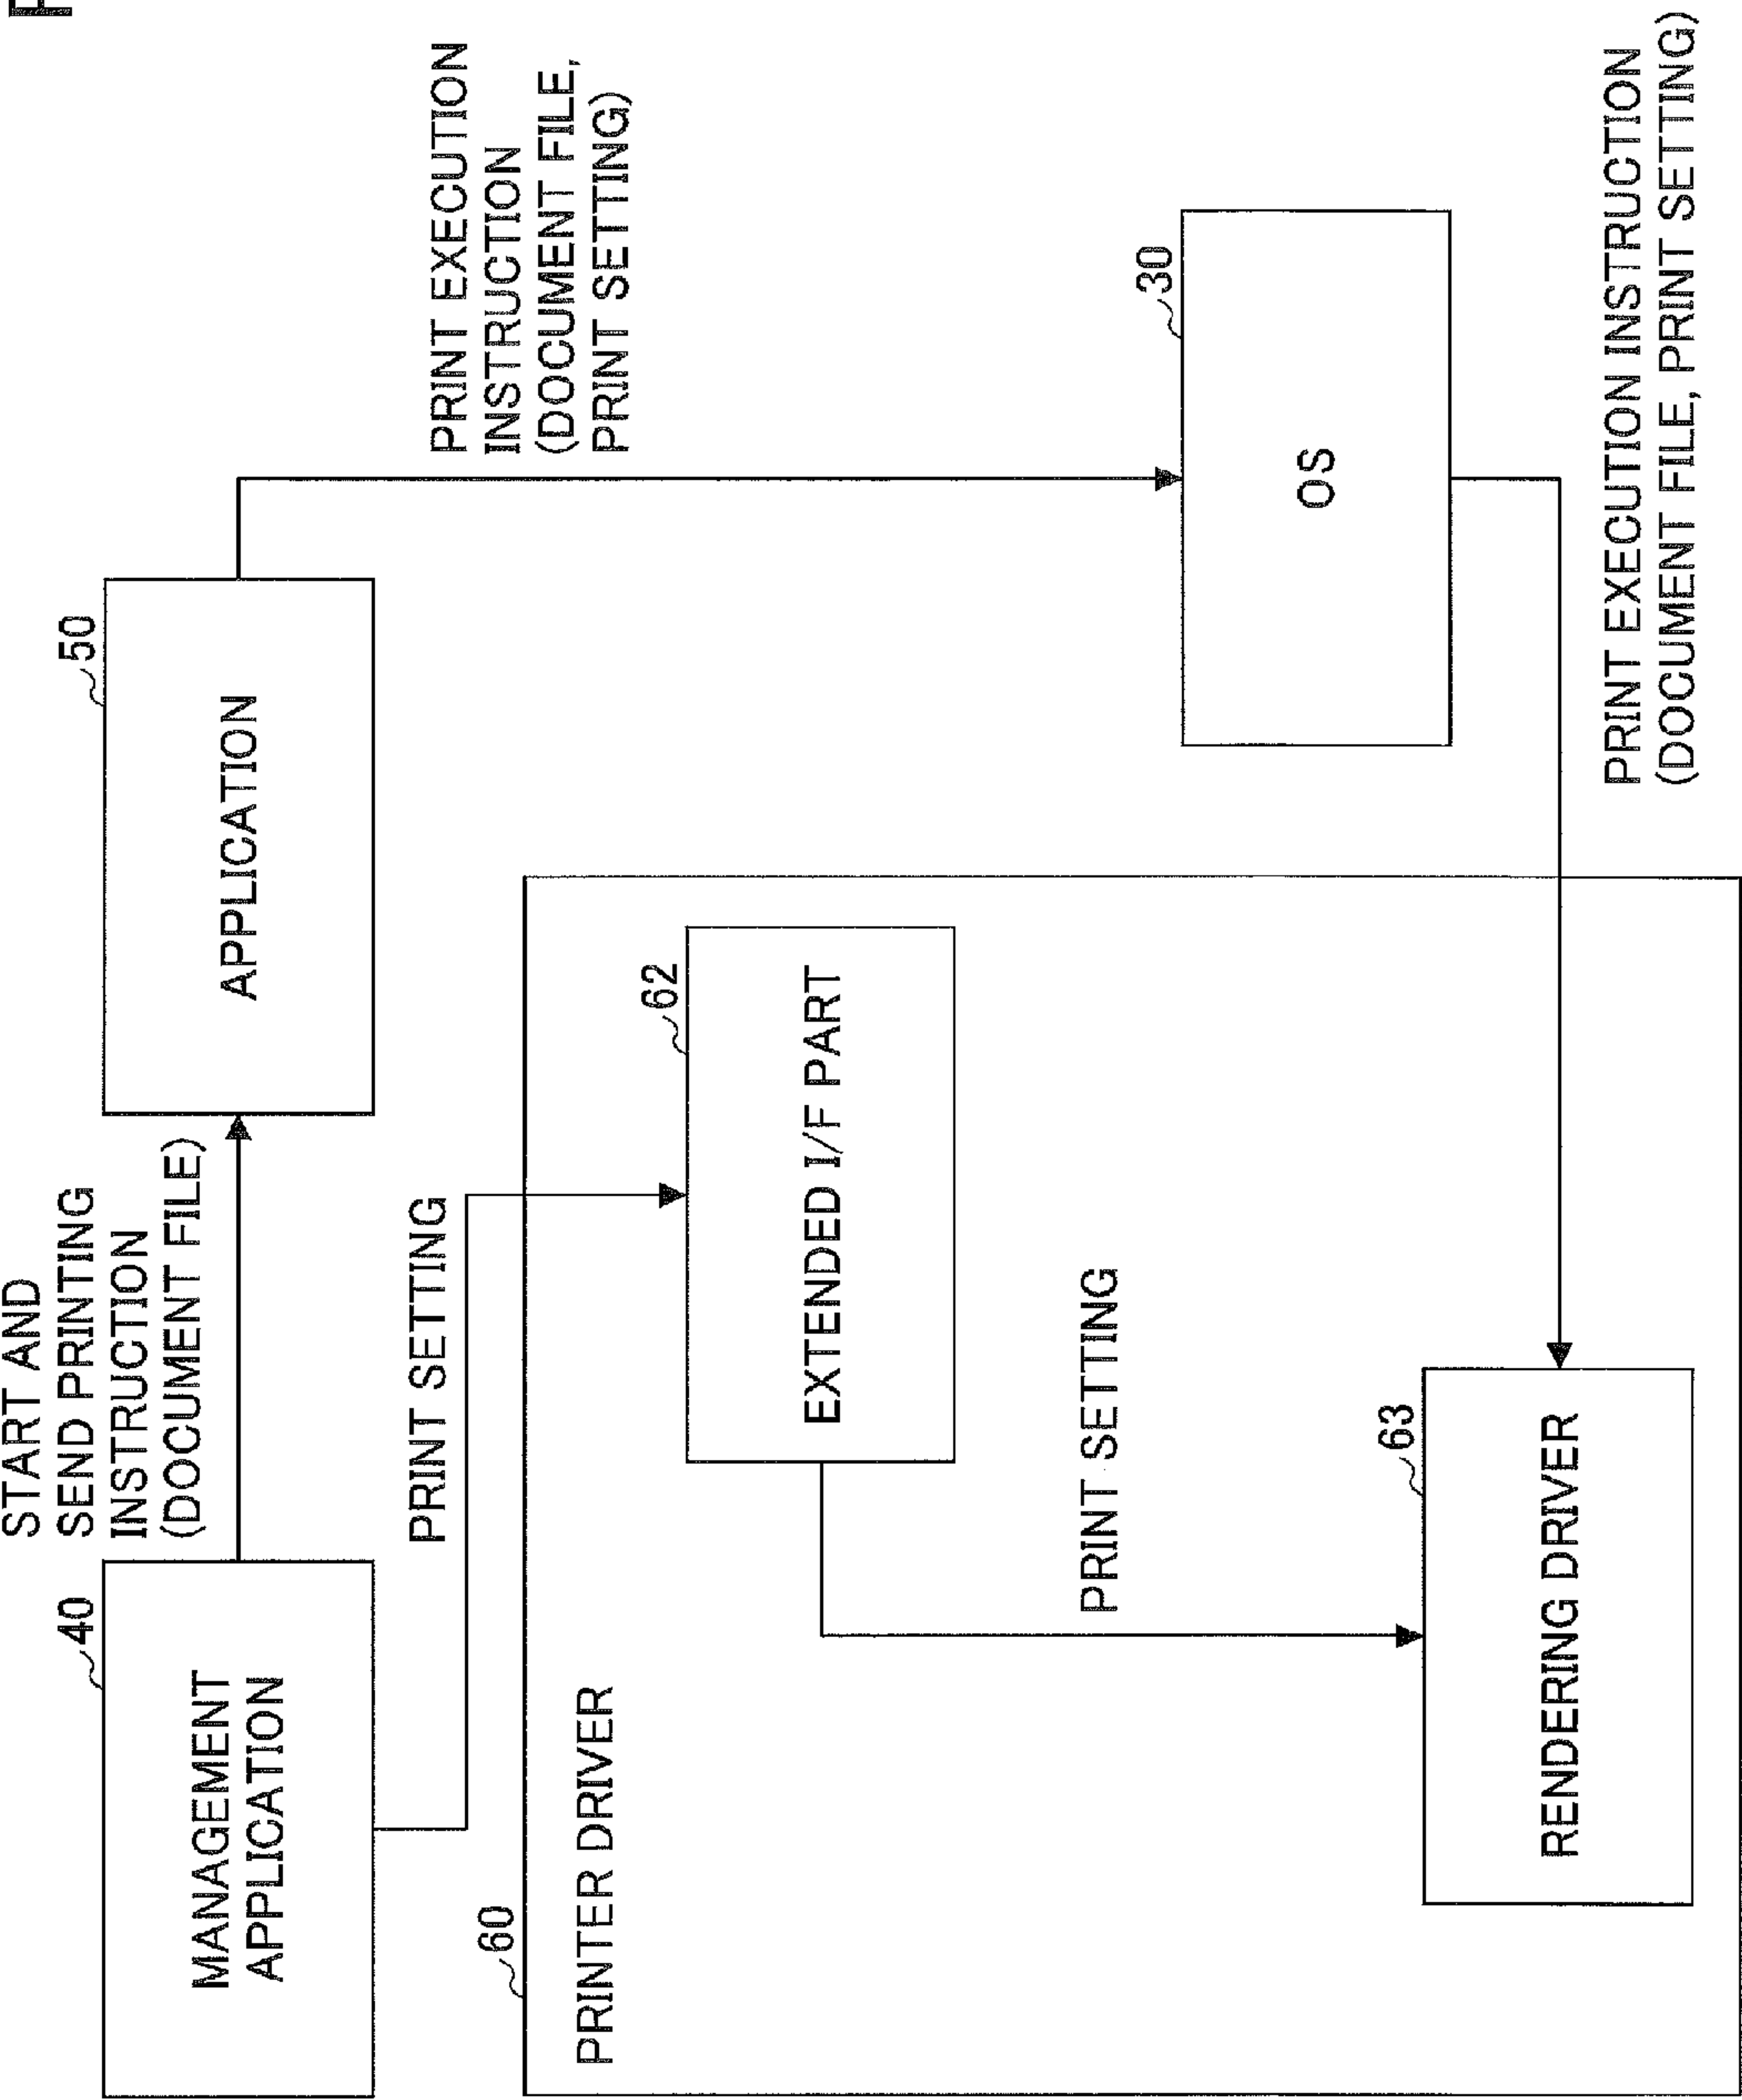 START AND
SEND PRINTING
INSTRUCTION
(DOCUMENT FILE)
40
MANAGEMENT
APPLICATION
50
APPLICATION
PRINT SETTING
PRINT EXECUTION
INSTRUCTION
(DOCUMENT FILE,
PRINT SETTING)
60
PRINTER DRIVER
62
EXTENDED I/F PART
PRINT SETTING
30
OS
63
RENDERING DRIVER
PRINT EXECUTION INSTRUCTION
(DOCUMENT FILE, PRINT SETTING)